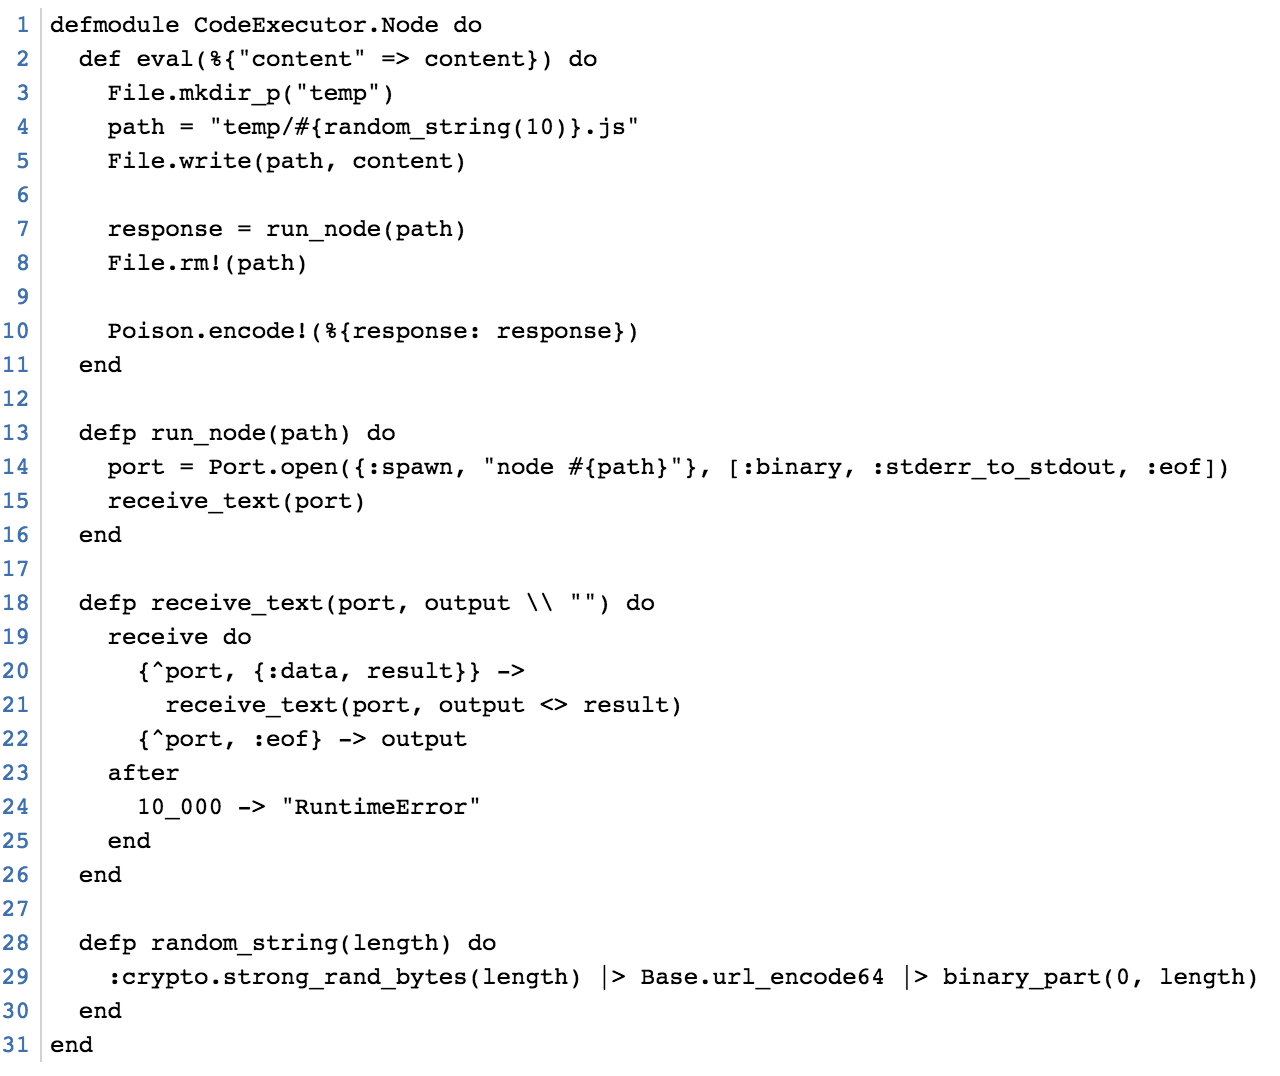 1 defmodule CodeExecutor.Node do
2   def eval(%{"content" => content}) do
3     File.mkdir_p("temp")
4     path = "temp/#{random_string(10)}.js"
5     File.write(path, content)
6
7     response = run_node(path)
8     File.rm!(path)
9
10     Poison.encode!(%{response: response})
11   end
12
13   defp run_node(path) do
14     port = Port.open({:spawn, "node #{path}"}, [:binary, :stderr_to_stdout, :eof])
15     receive_text(port)
16   end
17
18   defp receive_text(port, output \\ "") do
19     receive do
20       {^port, {:data, result}} ->
21         receive_text(port, output <> result)
22       {^port, :eof} -> output
23     after
24       10_000 -> "RuntimeError"
25     end
26   end
27
28   defp random_string(length) do
29     :crypto.strong_rand_bytes(length) |> Base.url_encode64 |> binary_part(0, length)
30   end
31 end